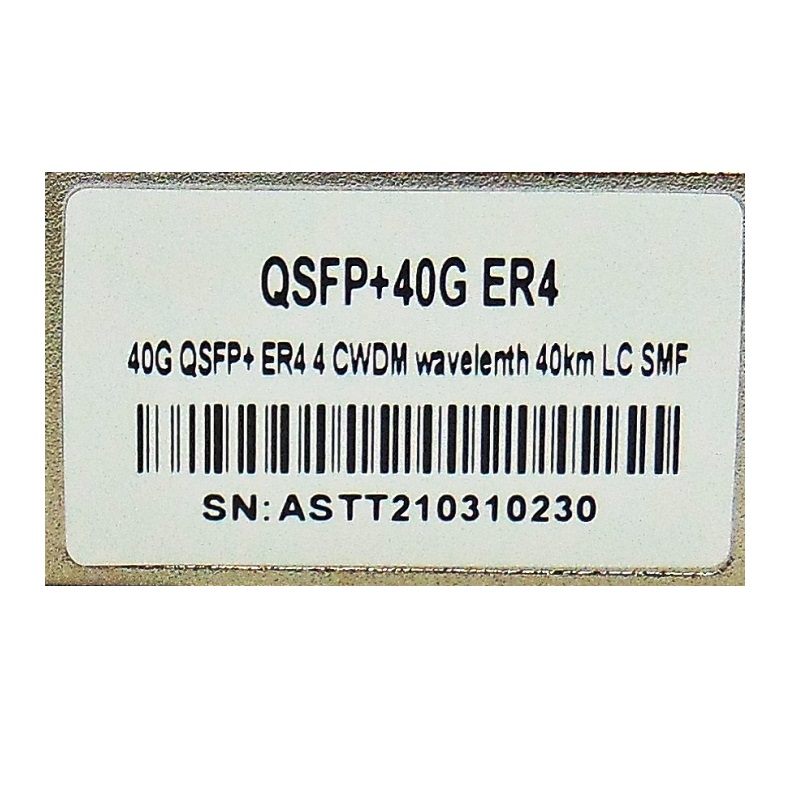 QSFP+40G ER4
40G QSFP+ ER4 4 CWDM wavelenth 40km LC SMF
SN:ASTT210310230